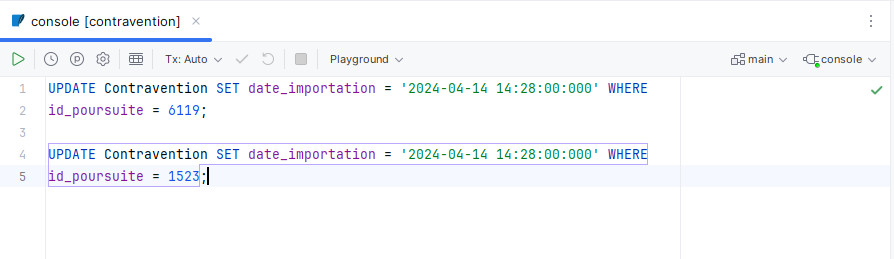 console [contravention]
Tx: Auto
Playground
main
console
1 UPDATE Contravention SET date_importation = '2024-04-14 14:28:00:000' WHERE
2 id_poursuite = 6119;
3
4 UPDATE Contravention SET date_importation = '2024-04-14 14:28:00:000' WHERE
5 id_poursuite = 1523;